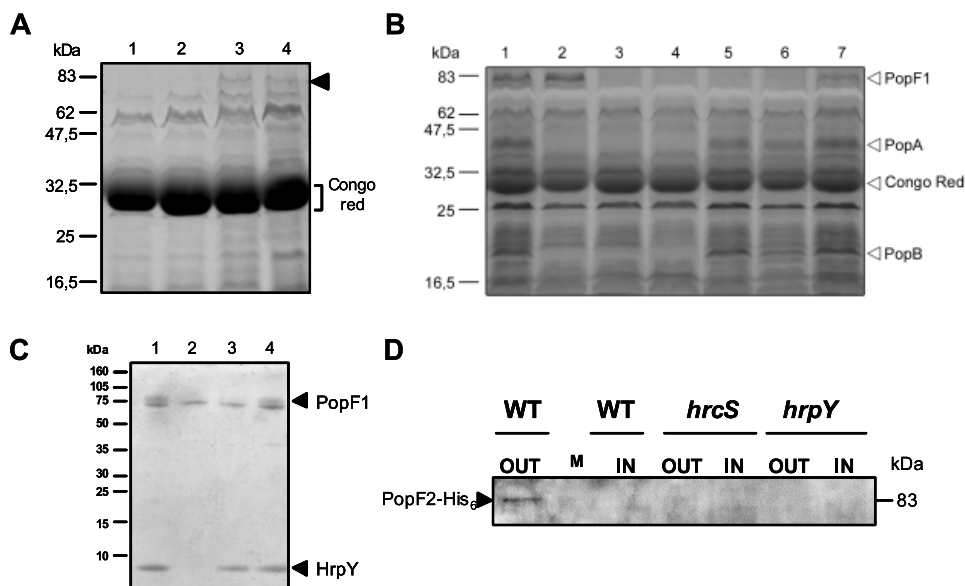 A
kDa 1 2 3 4
83
62
47,5
32,5
25
16,5
Congo
red
B
kDa 1 2 3 4 5 6 7
83
62
47,5
32,5
25
16,5
PopF1
PopA
Congo Red
PopB
C
kDa 1 2 3 4
160
105
75
50
35
30
25
15
10
PopF1
HrpY
D
WT WT hrcS hrpY
OUT M IN OUT IN OUT IN kDa
PopF2-His6 83